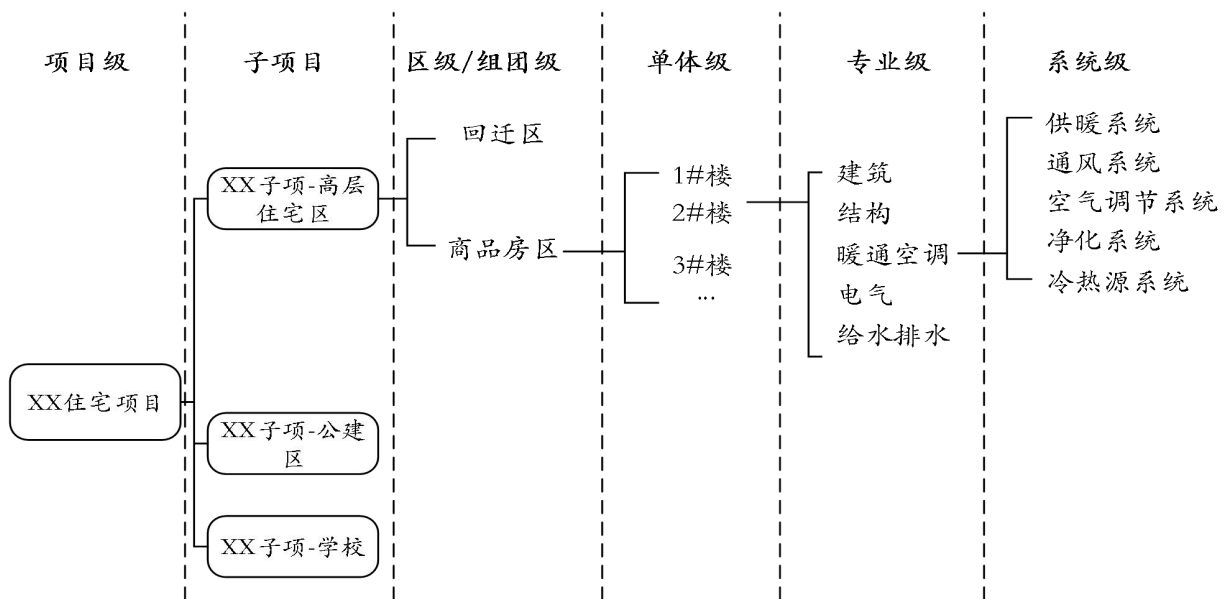 项目级
子项目
区级/组团级
单体级
专业级
系统级
XX住宅项目
XX子项-高层
住宅区
XX子项-公建
区
XX子项-学校
回迁区
商品房区
1#楼
2#楼
3#楼
...
建筑
结构
暖通空调
电气
给水排水
供暖系统
通风系统
空气调节系统
净化系统
冷热源系统